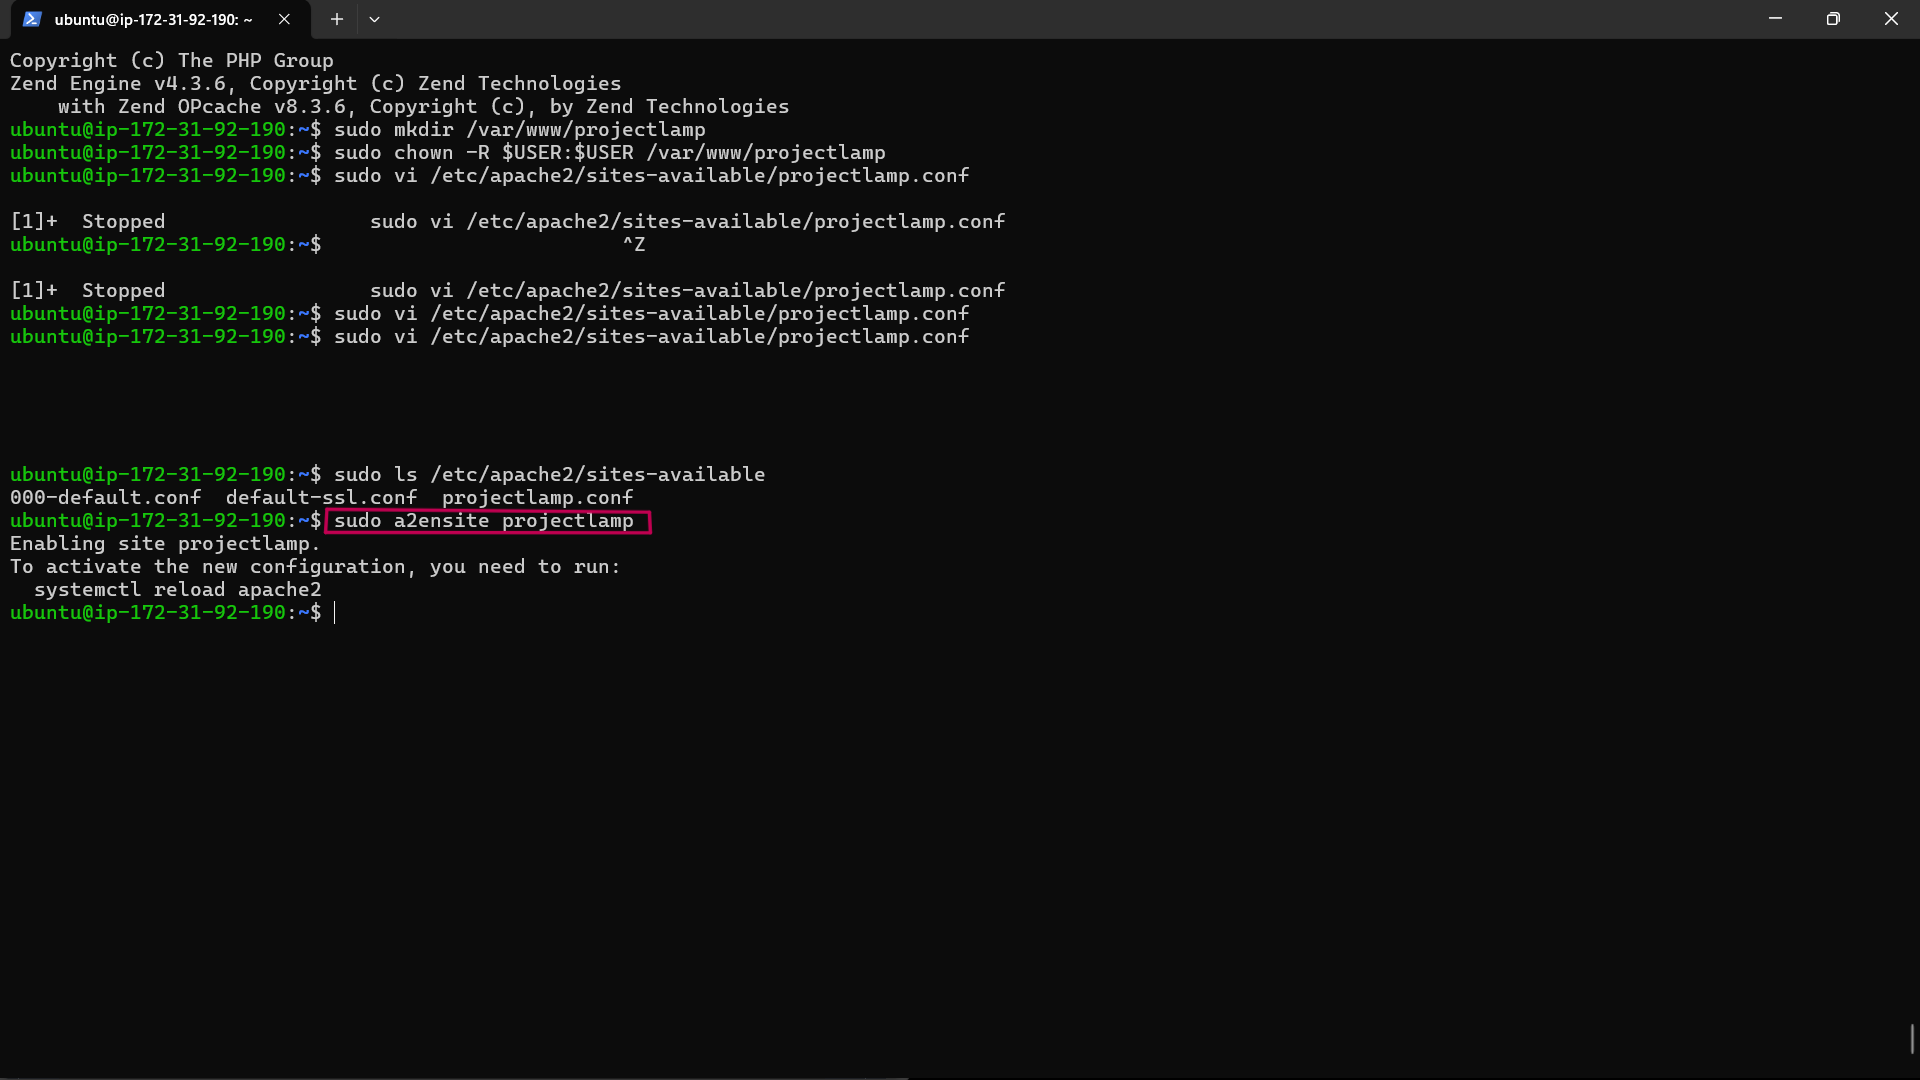 ubuntu@ip-172-31-92-190: ~
Copyright (c) The PHP Group
Zend Engine v4.3.6, Copyright (c) Zend Technologies
    with Zend OPcache v8.3.6, Copyright (c), by Zend Technologies
ubuntu@ip-172-31-92-190:~$ sudo mkdir /var/www/projectlamp
ubuntu@ip-172-31-92-190:~$ sudo chown -R $USER:$USER /var/www/projectlamp
ubuntu@ip-172-31-92-190:~$ sudo vi /etc/apache2/sites-available/projectlamp.conf
[1]+  Stopped                 sudo vi /etc/apache2/sites-available/projectlamp.conf
ubuntu@ip-172-31-92-190:~$                         ^Z
[1]+  Stopped                 sudo vi /etc/apache2/sites-available/projectlamp.conf
ubuntu@ip-172-31-92-190:~$ sudo vi /etc/apache2/sites-available/projectlamp.conf
ubuntu@ip-172-31-92-190:~$ sudo vi /etc/apache2/sites-available/projectlamp.conf
ubuntu@ip-172-31-92-190:~$ sudo ls /etc/apache2/sites-available
000-default.conf  default-ssl.conf  projectlamp.conf
ubuntu@ip-172-31-92-190:~$ sudo a2ensite projectlamp
Enabling site projectlamp.
To activate the new configuration, you need to run:
  systemctl reload apache2
ubuntu@ip-172-31-92-190:~$